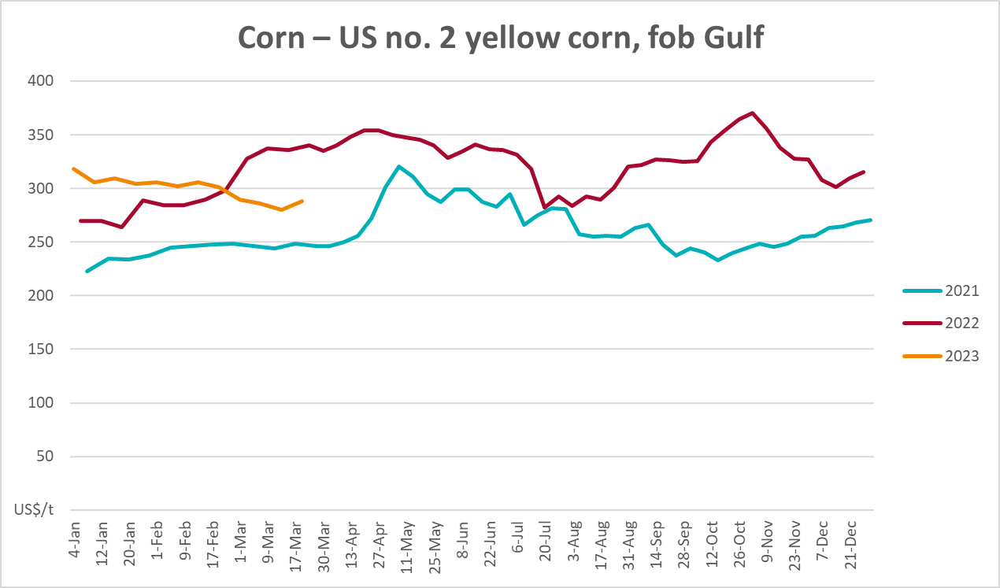 Corn – US no. 2 yellow corn, fob Gulf
400
350
300
250
200
150
100
50
US$/t
4-Jan
12-Jan
20-Jan
1-Feb
9-Feb
17-Feb
1-Mar
9-Mar
17-Mar
30-Mar
13-Apr
27-Apr
11-May
25-May
8-Jun
22-Jun
6-Jul
20-Jul
3-Aug
17-Aug
31-Aug
14-Sep
28-Sep
12-Oct
26-Oct
9-Nov
23-Nov
7-Dec
21-Dec
2021
2022
2023